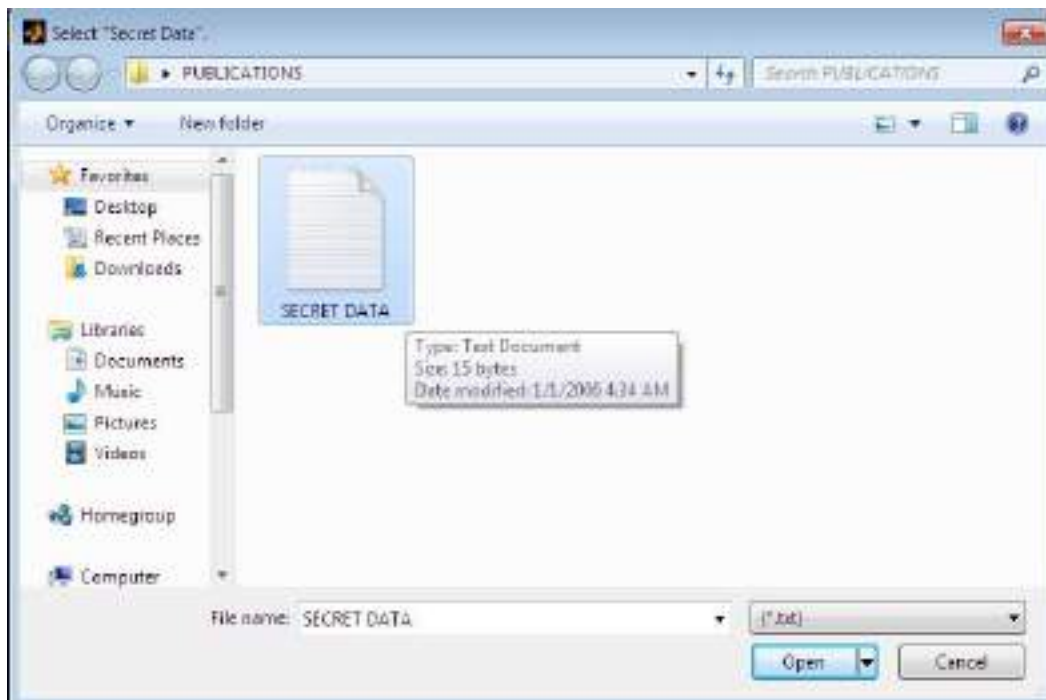 Select "Secret Data".
PUBLICATIONS
Search PUBLICATIONS
Organize
New folder
Favorites
Desktop
Recent Places
Downloads
Libraries
Documents
Music
Pictures
Videos
Homegroup
Computer
SECRET DATA
Type: Text Document
Size: 15 bytes
Date modified: 1/1/2006 4:34 AM
File name: SECRET DATA
(*.txt)
Open
Cancel